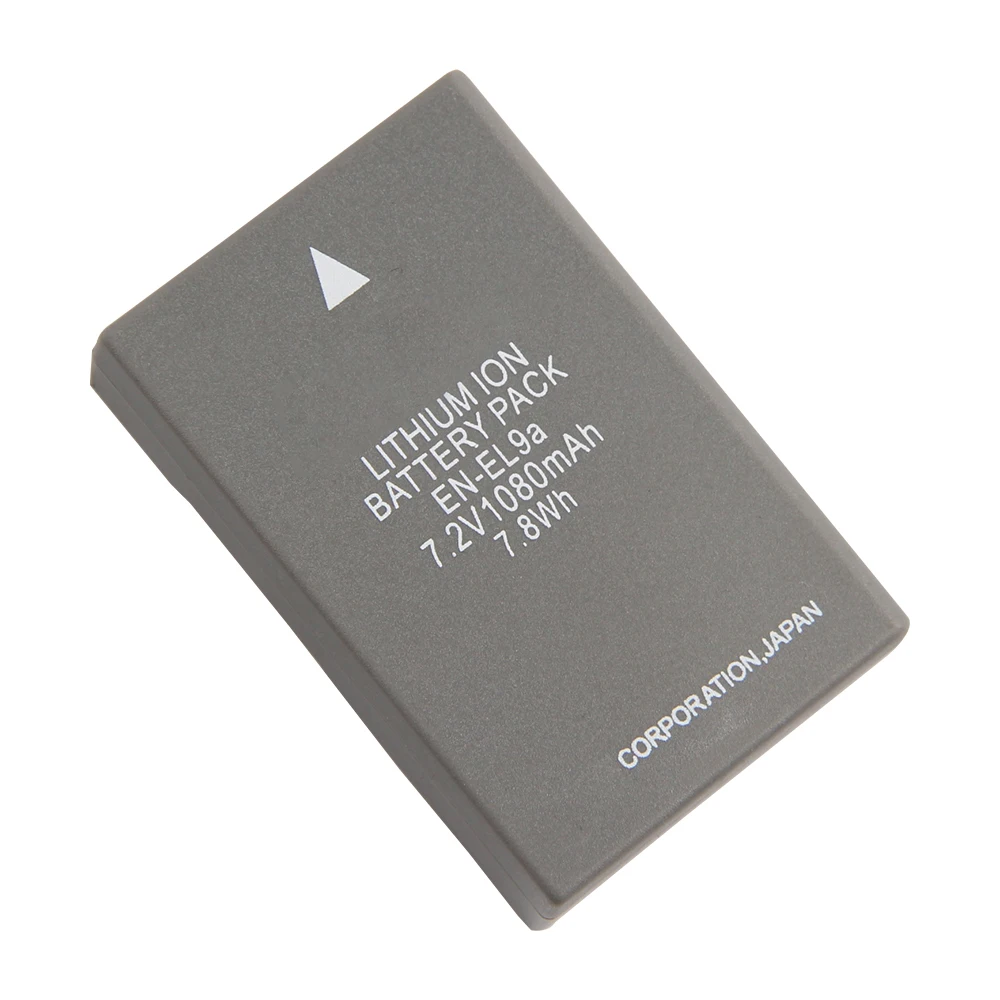 LITHIUM ION
BATTERY PACK
EN-EL9a
7.2V1080mAh
7.8Wh
CORPORATION,JAPAN